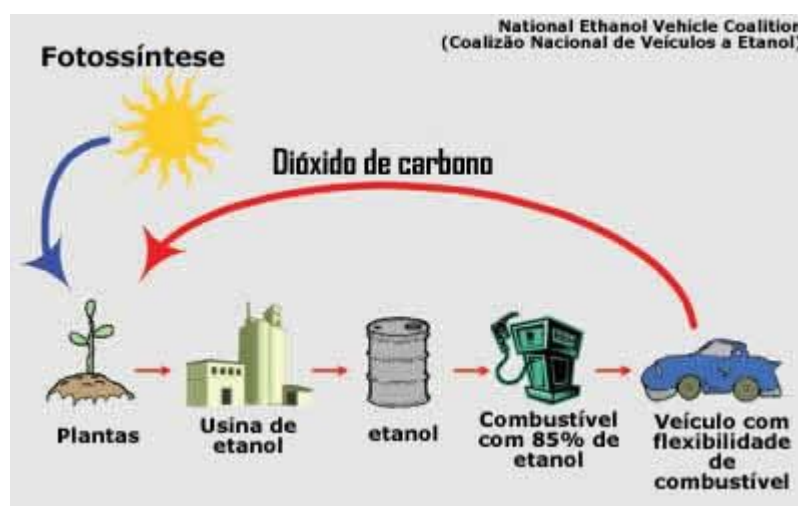 National Ethanol Vehicle Coalition
(Coalizão Nacional de Veículos a Etanol)
Fotossíntese
Dióxido de carbono
Plantas
Usina de
etanol
etanol
Combustível
com 85% de
etanol
Veículo com
flexibilidade
de
combustível